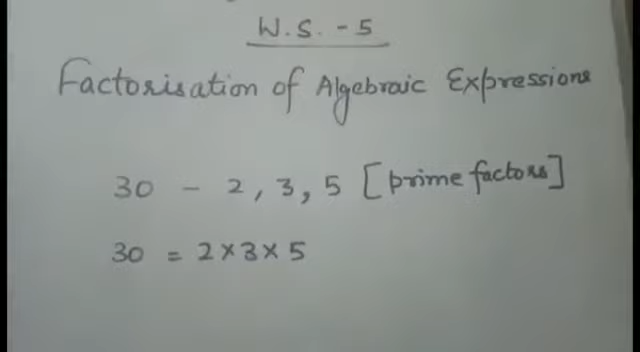 W.S. - 5
Factorisation of Algebraic Expressions
30 - 2, 3, 5 [prime factors]
30 = 2 × 3 × 5